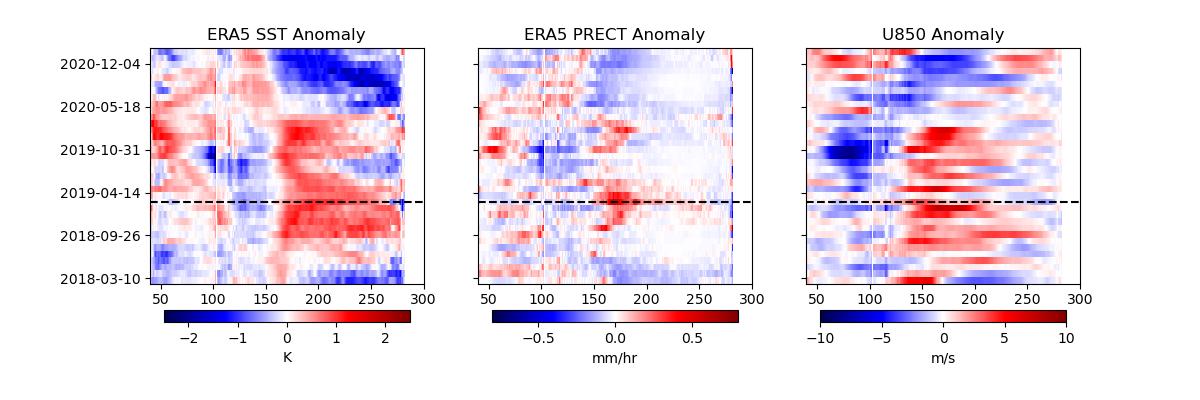 ERA5 SST Anomaly
ERA5 PRECT Anomaly
U850 Anomaly
2020-12-04
2020-05-18
2019-10-31
2019-04-14
2018-09-26
2018-03-10
50 100 150 200 250 300
50 100 150 200 250 300
50 100 150 200 250 300
−2 −1 0 1 2
−0.5 0.0 0.5
−10 −5 0 5 10
K
mm/hr
m/s